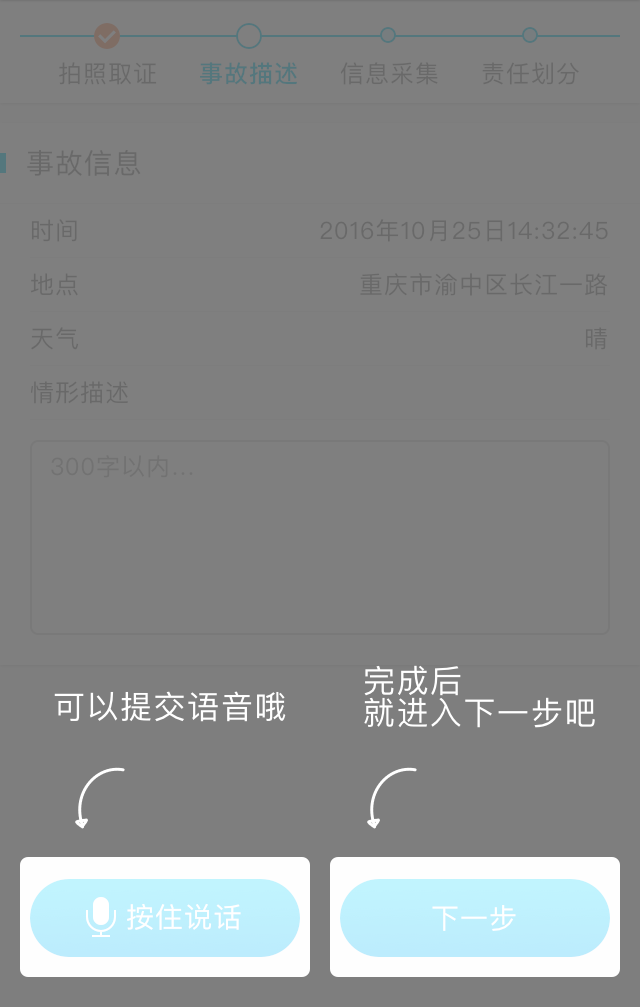 拍照取证 事故描述 信息采集 责任划分
事故信息
时间 2016年10月25日14:32:45
地点 重庆市渝中区长江一路
天气 晴
情形描述
300字以内...
可以提交语音哦
完成后
就进入下一步吧
按住说话
下一步